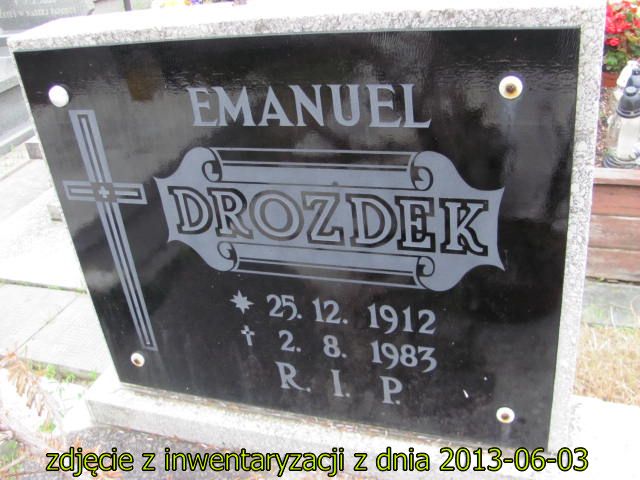 EMANUEL
DROZDEK
* 25. 12. 1912
† 2. 8. 1983
R. I. P.
zdjęcie z inwentaryzacji z dnia 2013-06-03